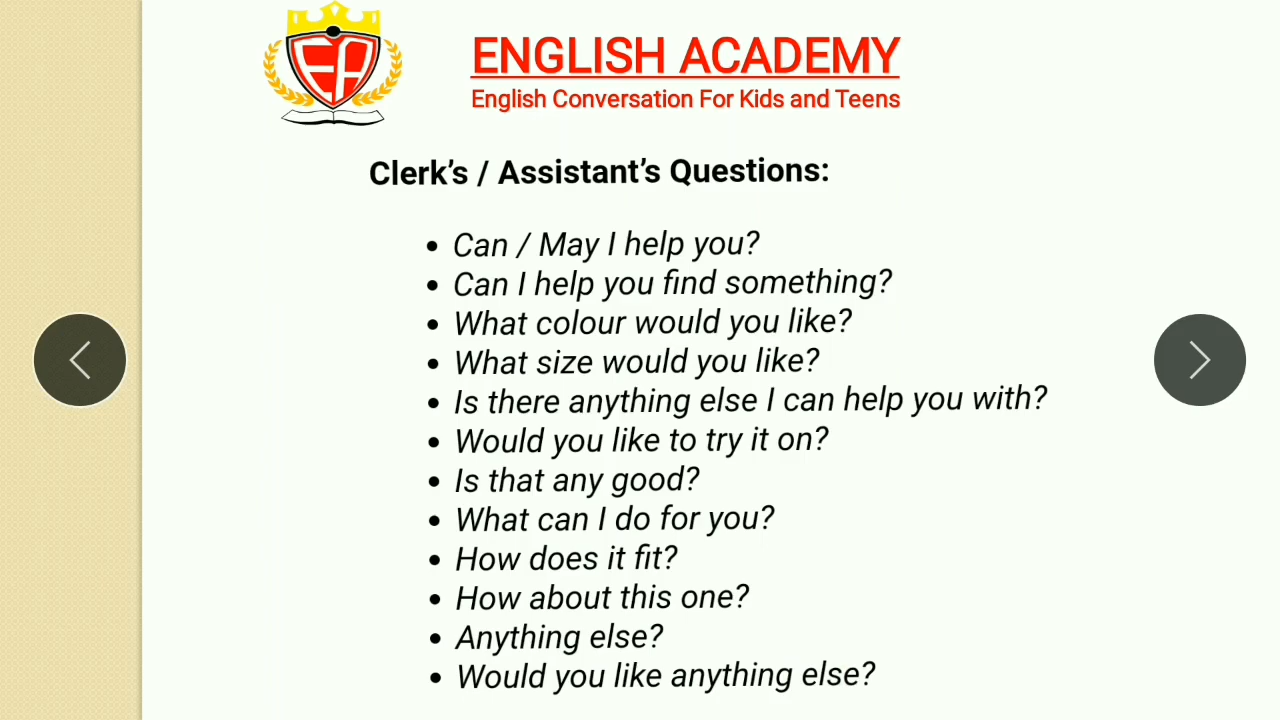 EA
ENGLISH ACADEMY
English Conversation For Kids and Teens
Clerk’s / Assistant’s Questions:
• Can / May I help you?
• Can I help you find something?
• What colour would you like?
• What size would you like?
• Is there anything else I can help you with?
• Would you like to try it on?
• Is that any good?
• What can I do for you?
• How does it fit?
• How about this one?
• Anything else?
• Would you like anything else?